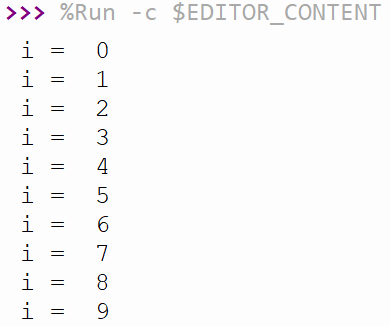 >>> %Run -c $EDITOR_CONTENT
i =  0
i =  1
i =  2
i =  3
i =  4
i =  5
i =  6
i =  7
i =  8
i =  9